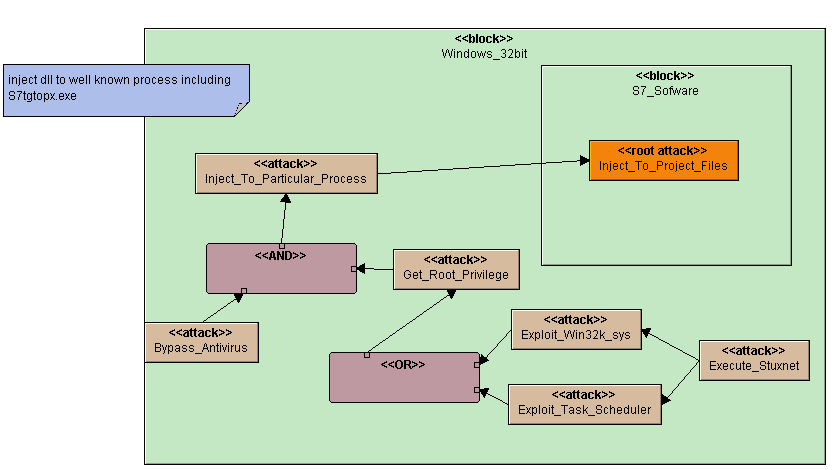 <<block>>
Windows_32bit
inject dll to well known process including
S7tgtopx.exe
<<block>>
S7_Sofware
<<root attack>>
Inject_To_Project_Files
<<attack>>
Inject_To_Particular_Process
<<AND>>
<<attack>>
Get_Root_Privilege
<<attack>>
Bypass_Antivirus
<<attack>>
Exploit_Win32k_sys
<<attack>>
Execute_Stuxnet
<<OR>>
<<attack>>
Exploit_Task_Scheduler